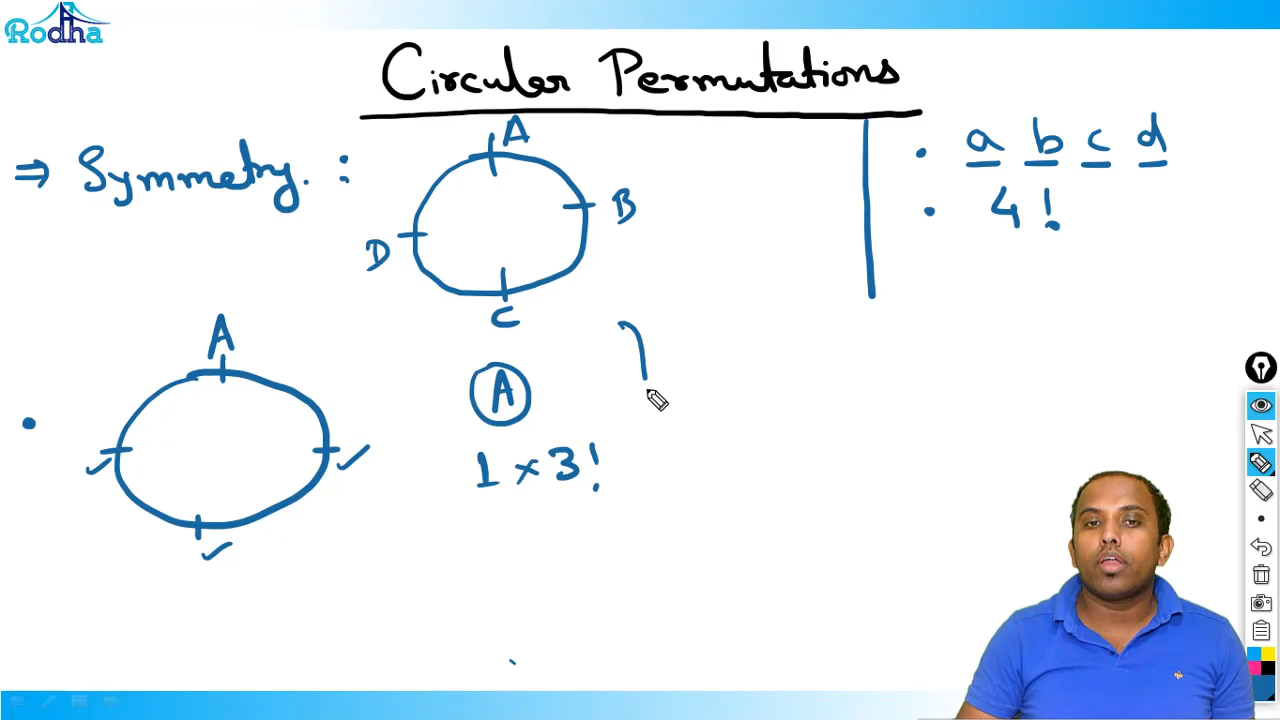 Rodha
Circular Permutations
⇒ Symmetry. :
A
B
C
D
• a b c d
• 4 !
• A
A
1 × 3!